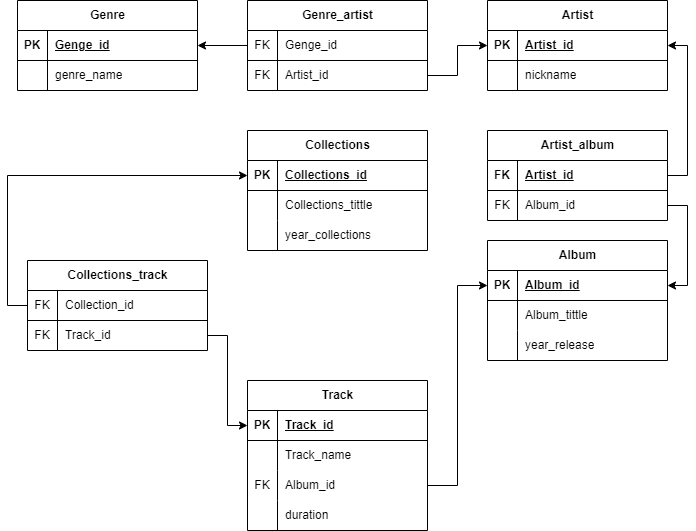 Genre
PK Genge_id
genre_name
Genre_artist
FK Genge_id
FK Artist_id
Artist
PK Artist_id
nickname
Collections
PK Collections_id
Collections_tittle
year_collections
Artist_album
FK Artist_id
FK Album_id
Collections_track
FK Collection_id
FK Track_id
Album
PK Album_id
Album_tittle
year_release
Track
PK Track_id
Track_name
FK Album_id
duration